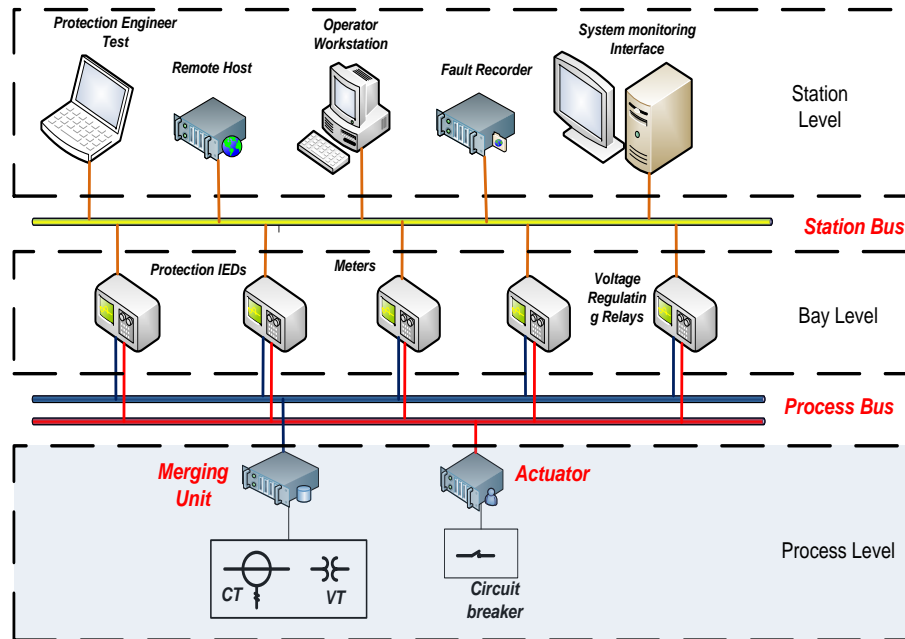 Protection Engineer
Test
Remote Host
Operator
Workstation
Fault Recorder
System monitoring
Interface
Station
Level
Station Bus
Protection IEDs
Meters
Voltage
Regulatin
g Relays
Bay Level
Process Bus
Merging
Unit
Actuator
Process Level
CT
VT
Circuit
breaker